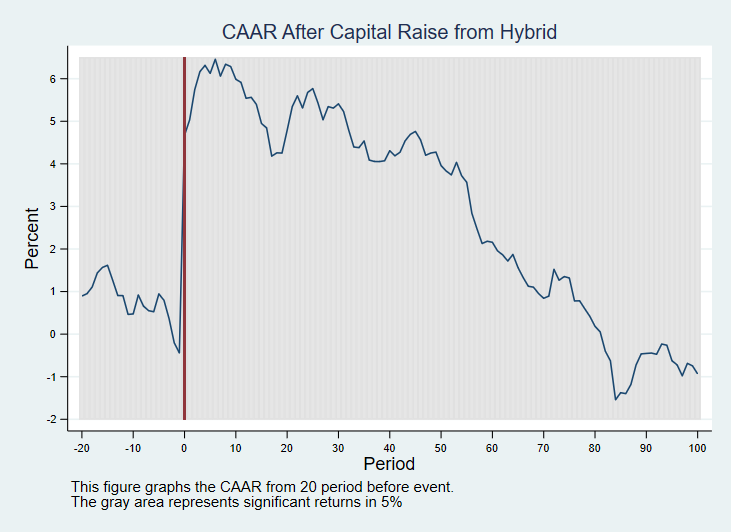 CAAR After Capital Raise from Hybrid
Percent
6
5
4
3
2
1
0
-1
-2
-20 -10 0 10 20 30 40 50 60 70 80 90 100
Period
This figure graphs the CAAR from 20 period before event.
The gray area represents significant returns in 5%